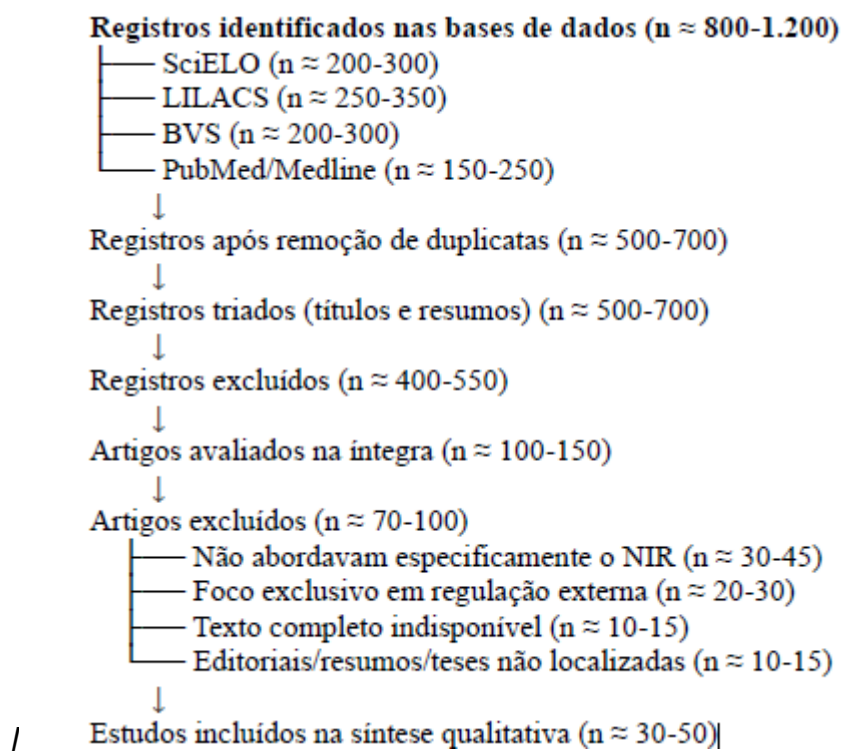 Registros identificados nas bases de dados (n ≈ 800-1.200)
├── SciELO (n ≈ 200-300)
├── LILACS (n ≈ 250-350)
├── BVS (n ≈ 200-300)
└── PubMed/Medline (n ≈ 150-250)
↓
Registros após remoção de duplicatas (n ≈ 500-700)
↓
Registros triados (títulos e resumos) (n ≈ 500-700)
↓
Registros excluídos (n ≈ 400-550)
↓
Artigos avaliados na íntegra (n ≈ 100-150)
↓
Artigos excluídos (n ≈ 70-100)
├── Não abordavam especificamente o NIR (n ≈ 30-45)
├── Foco exclusivo em regulação externa (n ≈ 20-30)
├── Texto completo indisponível (n ≈ 10-15)
└── Editoriais/resumos/teses não localizadas (n ≈ 10-15)
↓
Estudos incluídos na síntese qualitativa (n ≈ 30-50)